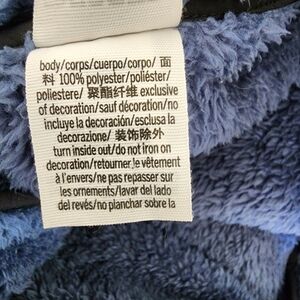 body/corps/cuerpo/corpo/ 面
料 100% polyester/poliéster/
poliestere/ 聚酯纤维 exclusive
of decoration/sauf décoration/no
incluye la decoración/esclusa la
decorazione/ 装饰除外
turn inside out/do not iron on
decoration/retourner le vêtement
à l'envers/ne pas repasser sur
les ornements/lavar del lado
del revés/no planchar sobre la